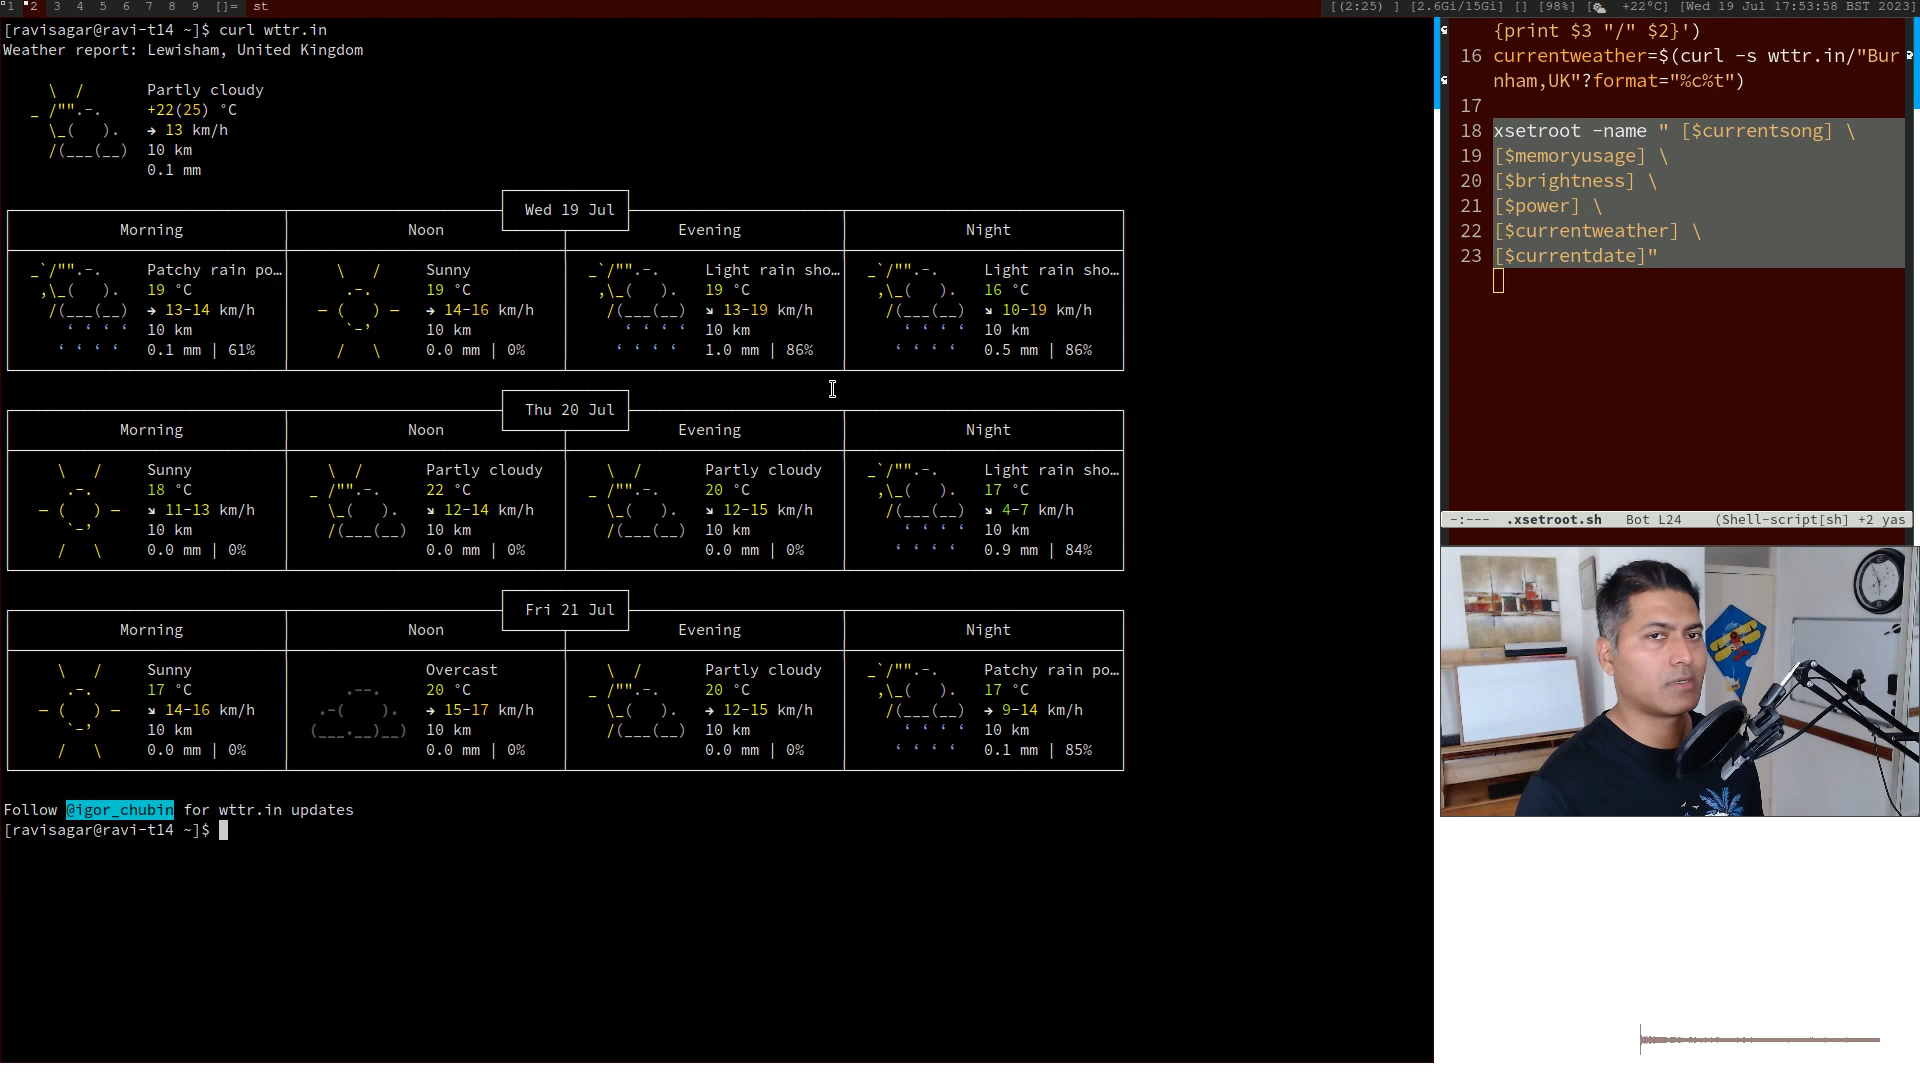 1 2 3 4 5 6 7 8 9 []= st
[(2:25) ] [2.6Gi/15Gi] [] [98%] [ +22°C] [Wed 19 Jul 17:53:58 BST 2023]
[ravisagar@ravi-t14 ~]$ curl wttr.in
Weather report: Lewisham, United Kingdom
Partly cloudy
+22(25) °C
→ 13 km/h
10 km
0.1 mm
Wed 19 Jul
Morning Noon Evening Night
Patchy rain po… Sunny Light rain sho… Light rain sho…
19 °C 19 °C 19 °C 16 °C
→ 13-14 km/h → 14-16 km/h ↘ 13-19 km/h ↘ 10-19 km/h
10 km 10 km 10 km 10 km
0.1 mm | 61% 0.0 mm | 0% 1.0 mm | 86% 0.5 mm | 86%
Thu 20 Jul
Morning Noon Evening Night
Sunny Partly cloudy Partly cloudy Light rain sho…
18 °C 22 °C 20 °C 17 °C
↘ 11-13 km/h ↘ 12-14 km/h ↘ 12-15 km/h ↘ 4-7 km/h
10 km 10 km 10 km 10 km
0.0 mm | 0% 0.0 mm | 0% 0.0 mm | 0% 0.9 mm | 84%
Fri 21 Jul
Morning Noon Evening Night
Sunny Overcast Partly cloudy Patchy rain po…
17 °C 20 °C 20 °C 17 °C
↘ 14-16 km/h → 15-17 km/h → 12-15 km/h → 9-14 km/h
10 km 10 km 10 km 10 km
0.0 mm | 0% 0.0 mm | 0% 0.0 mm | 0% 0.1 mm | 85%
Follow @igor_chubin for wttr.in updates
[ravisagar@ravi-t14 ~]$
{print $3 "/" $2}')
16 currentweather=$(curl -s wttr.in/"Bur
nham,UK"?format="%c%t")
17
18 xsetroot -name " [$currentsong] \
19 [$memoryusage] \
20 [$brightness] \
21 [$power] \
22 [$currentweather] \
23 [$currentdate]"
-:--- .xsetroot.sh Bot L24 (Shell-script[sh] +2 yas